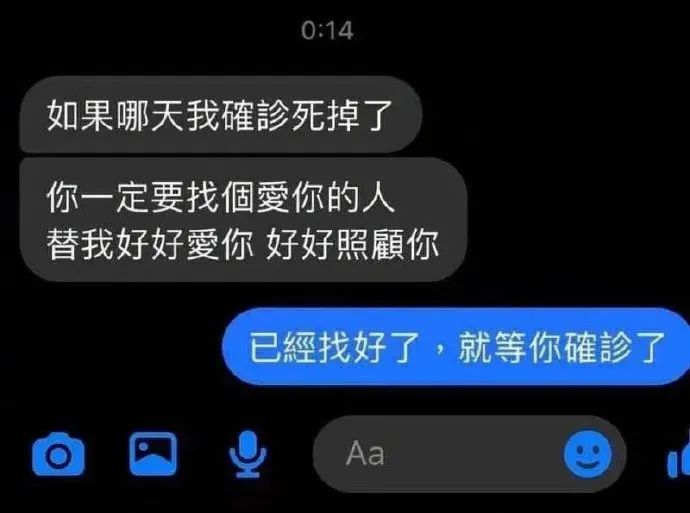 0:14
如果哪天我確診死掉了
你一定要找個愛你的人
替我好好愛你 好好照顧你
已經找好了，就等你確診了
Aa